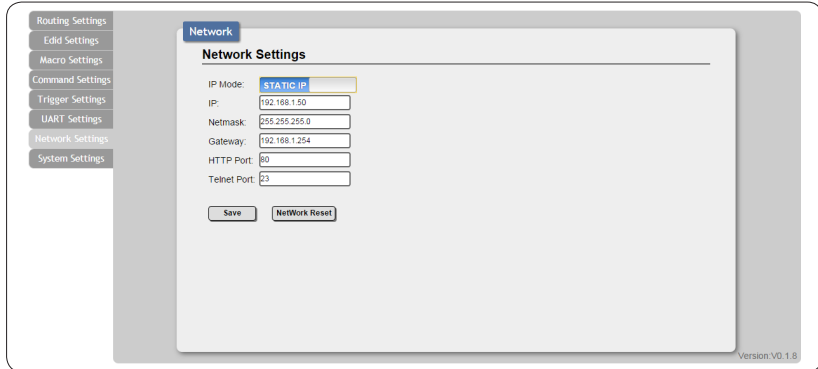 Routing Settings
Edid Settings
Macro Settings
Command Settings
Trigger Settings
UART Settings
Network Settings
System Settings
Network
Network Settings
IP Mode: STATIC IP
IP: 192.168.1.50
Netmask: 255.255.255.0
Gateway: 192.168.1.254
HTTP Port: 80
Telnet Port: 23
Save NetWork Reset
Version:V0.1.8